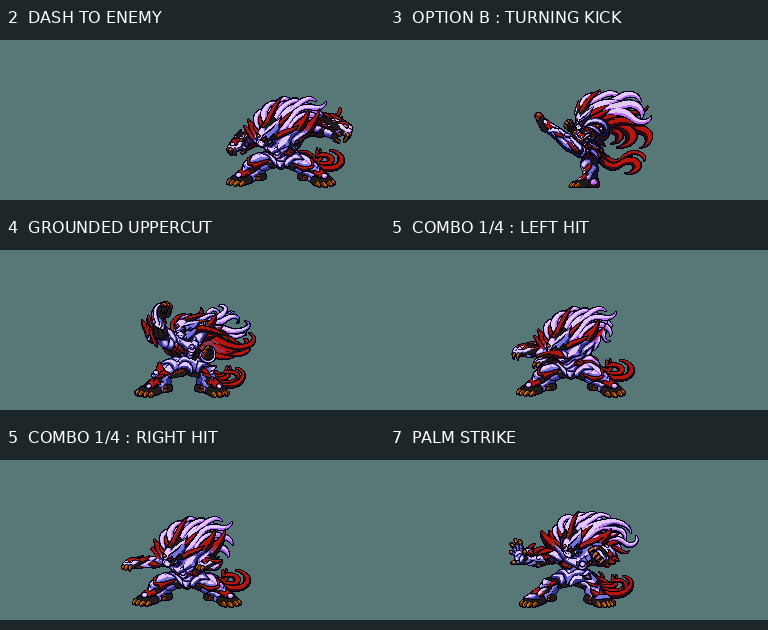 2 DASH TO ENEMY
3 OPTION B : TURNING KICK
4 GROUNDED UPPERCUT
5 COMBO 1/4 : LEFT HIT
5 COMBO 1/4 : RIGHT HIT
7 PALM STRIKE